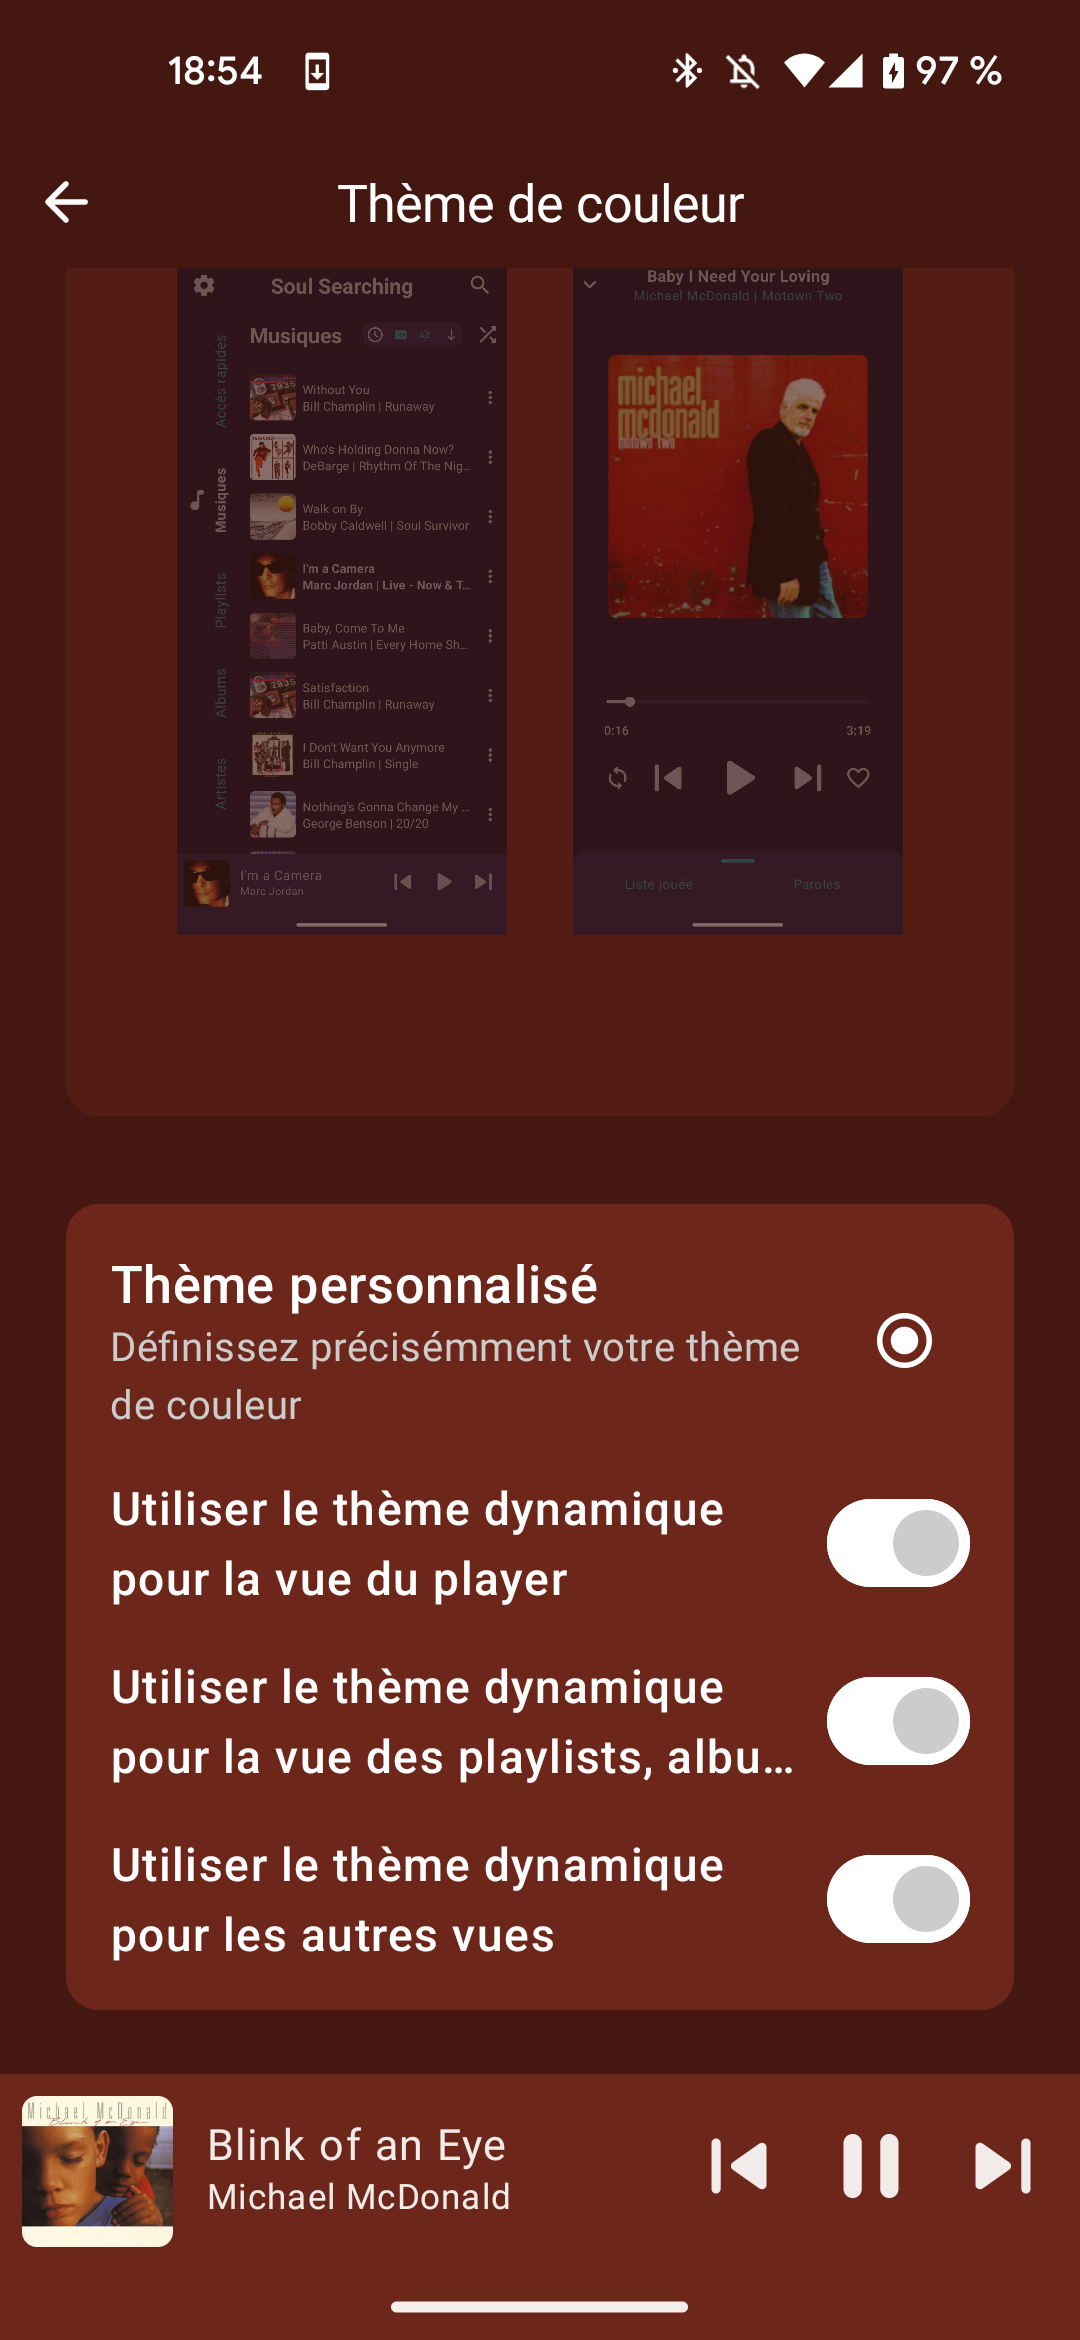 18:54
97 %
Thème de couleur
Soul Searching
Musiques
Accès rapides
Musiques
Playlists
Albums
Artistes
Without You
Bill Champlin | Runaway
Who's Holding Donna Now?
DeBarge | Rhythm Of The Nig...
Walk on By
Bobby Caldwell | Soul Survivor
I'm a Camera
Marc Jordan | Live - Now & T...
Baby, Come To Me
Patti Austin | Every Home Sh...
Satisfaction
Bill Champlin | Runaway
I Don't Want You Anymore
Bill Champlin | Single
Nothing's Gonna Change My ...
George Benson | 20/20
I'm a Camera
Marc Jordan
Baby I Need Your Loving
Michael McDonald | Motown Two
michael
mcdonald
motown two
0:16
3:19
Liste jouée
Paroles
Thème personnalisé
Définissez précisémment votre thème
de couleur
Utiliser le thème dynamique
pour la vue du player
Utiliser le thème dynamique
pour la vue des playlists, albu...
Utiliser le thème dynamique
pour les autres vues
Michael McDonald
Blink of an Eye
Blink of an Eye
Michael McDonald